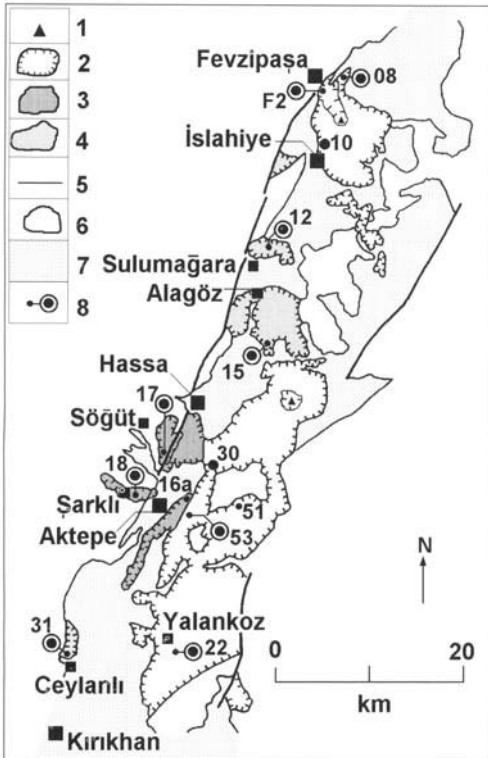 1
2
3
4
5
6
7
8
Fevzipaşa
08
F2
İslahiye
10
12
Sulumağara
Alagöz
15
Hassa
17
Söğüt
18
16a
30
Şarklı
Aktepe
51
53
N
31
Yalankoz
22
Ceylanlı
0 20
km
Kırıkhan